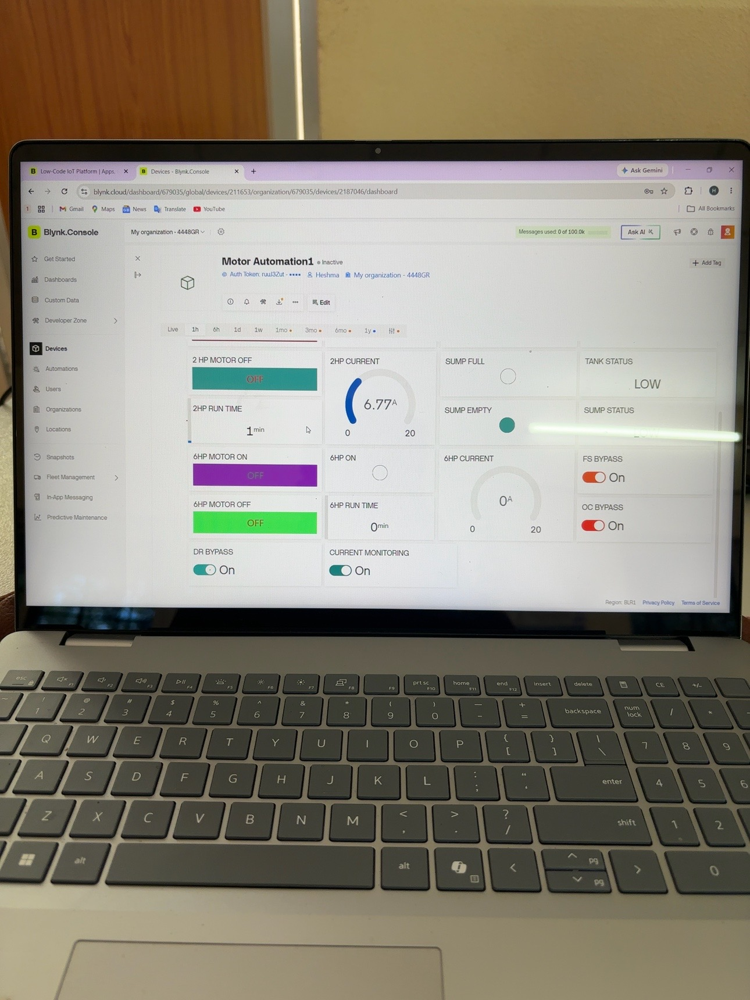 Low-Code IoT Platform | Apps,
Devices - Blynk.Console
Ask Gemini
blynk.cloud/dashboard/679035/global/devices/211653/organization/679035/devices/2187046/dashboard
H
1
Gmail
Maps
News
Translate
YouTube
All Bookmarks
B Blynk.Console
My organization - 4448GR
Messages used: 0 of 100.0k
Ask AI
Get Started
Dashboards
Custom Data
Developer Zone
Devices
Automations
Users
Organizations
Locations
Snapshots
Fleet Management
In-App Messaging
Predictive Maintenance
Motor Automation1
Inactive
Add Tag
Auth Token: ruuJ3Zut - ••••
Heshma
My organization - 4448GR
Edit
Live 1h 6h 1d 1w 1mo 3mo 6mo 1y
2 HP MOTOR OFF
OFF
2HP CURRENT
6.77A
0 20
SUMP FULL
TANK STATUS
LOW
2HP RUN TIME
1min
SUMP EMPTY
SUMP STATUS
6HP MOTOR ON
OFF
6HP ON
6HP CURRENT
0A
0 20
FS BYPASS
On
6HP MOTOR OFF
OFF
6HP RUN TIME
0min
OC BYPASS
On
DR BYPASS
On
CURRENT MONITORING
On
Region: BLR1 Privacy Policy Terms of Service
esc F1 F2 F3 F4 F5 F6 F7 F8 F9 prt sc F10 home F11 end F12 insert delete CE +/-
~ ! 1 @ 2 # 3 $ 4 % 5 ^ 6 & 7 * 8 ( 9 ) 0 — - + = backspace num lock / * -
Q W E R T Y U I O P { [ } ] | \ 7 8 9
A S D F G H J K L : ; “ ‘ enter 4 5 6
Z X C V B N M < , > . ? / shift 1 2
alt alt < ^ pg pg > 0